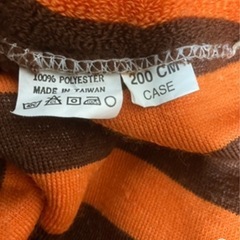 100% POLYESTER
MADE IN TAIWAN
200 CM
CASE